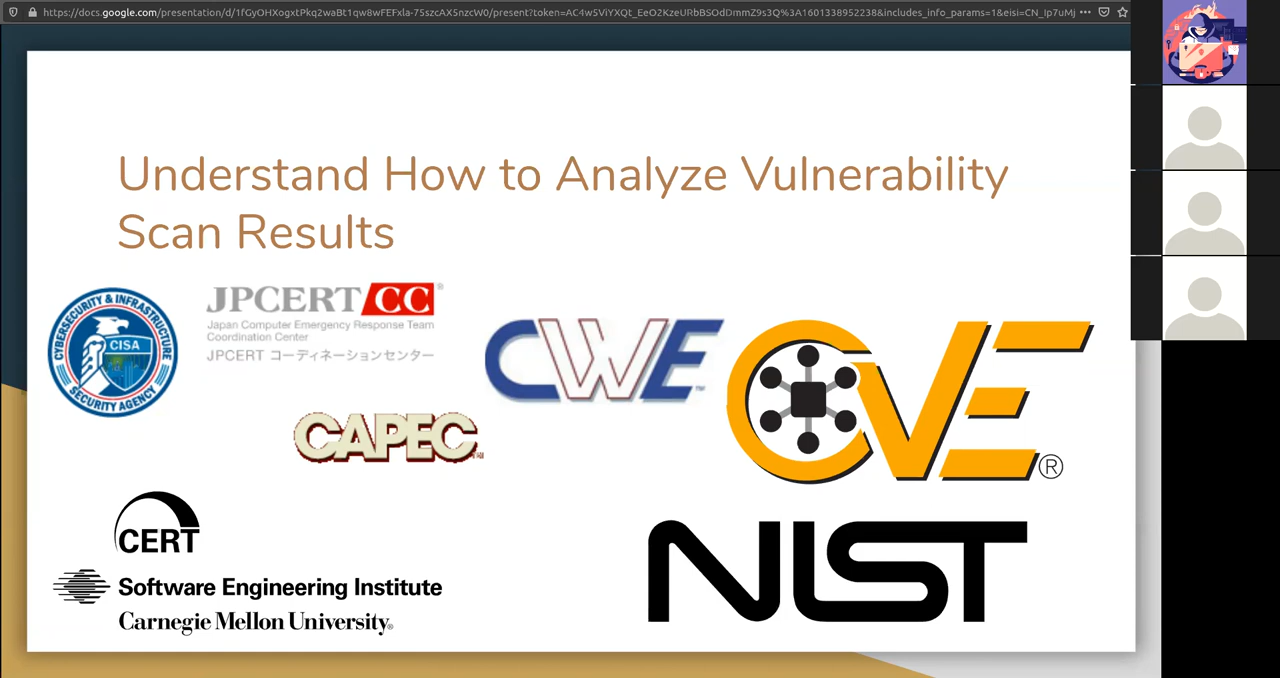 https://docs.google.com/presentation/d/1fGyOHXogxtPkq2waBt1qw8wFEFxla-75szcAX5nzcW0/present?token=AC4w5ViYXQt_EeO2KzeURbBSOdDmmZ9s3Q%3A1601338952238&includes_info_params=1&eisi=CN_Ip7uMj
Understand How to Analyze Vulnerability
Scan Results
CYBERSECURITY & INFRASTRUCTURE
CISA
SECURITY AGENCY
JPCERT CC®
Japan Computer Emergency Response Team
Coordination Center
JPCERT コーディネーションセンター
CWE™
CVE®
CAPEC™
CERT
Software Engineering Institute
Carnegie Mellon University®
NIST